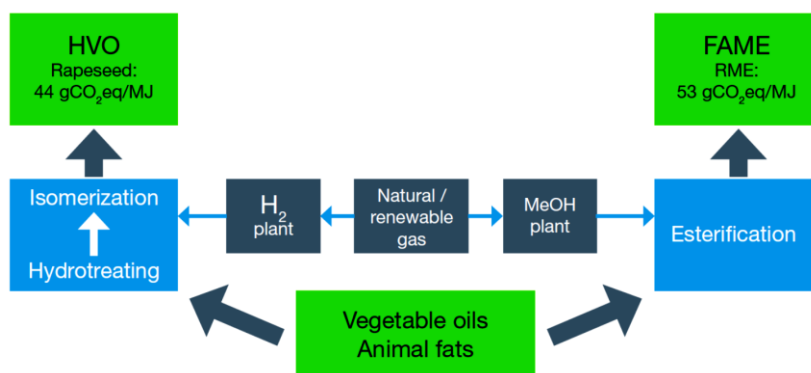 HVO
Rapeseed:
44 gCO₂eq/MJ
FAME
RME:
53 gCO₂eq/MJ
Isomerization
Hydrotreating
H₂
plant
Natural /
renewable
gas
MeOH
plant
Esterification
Vegetable oils
Animal fats